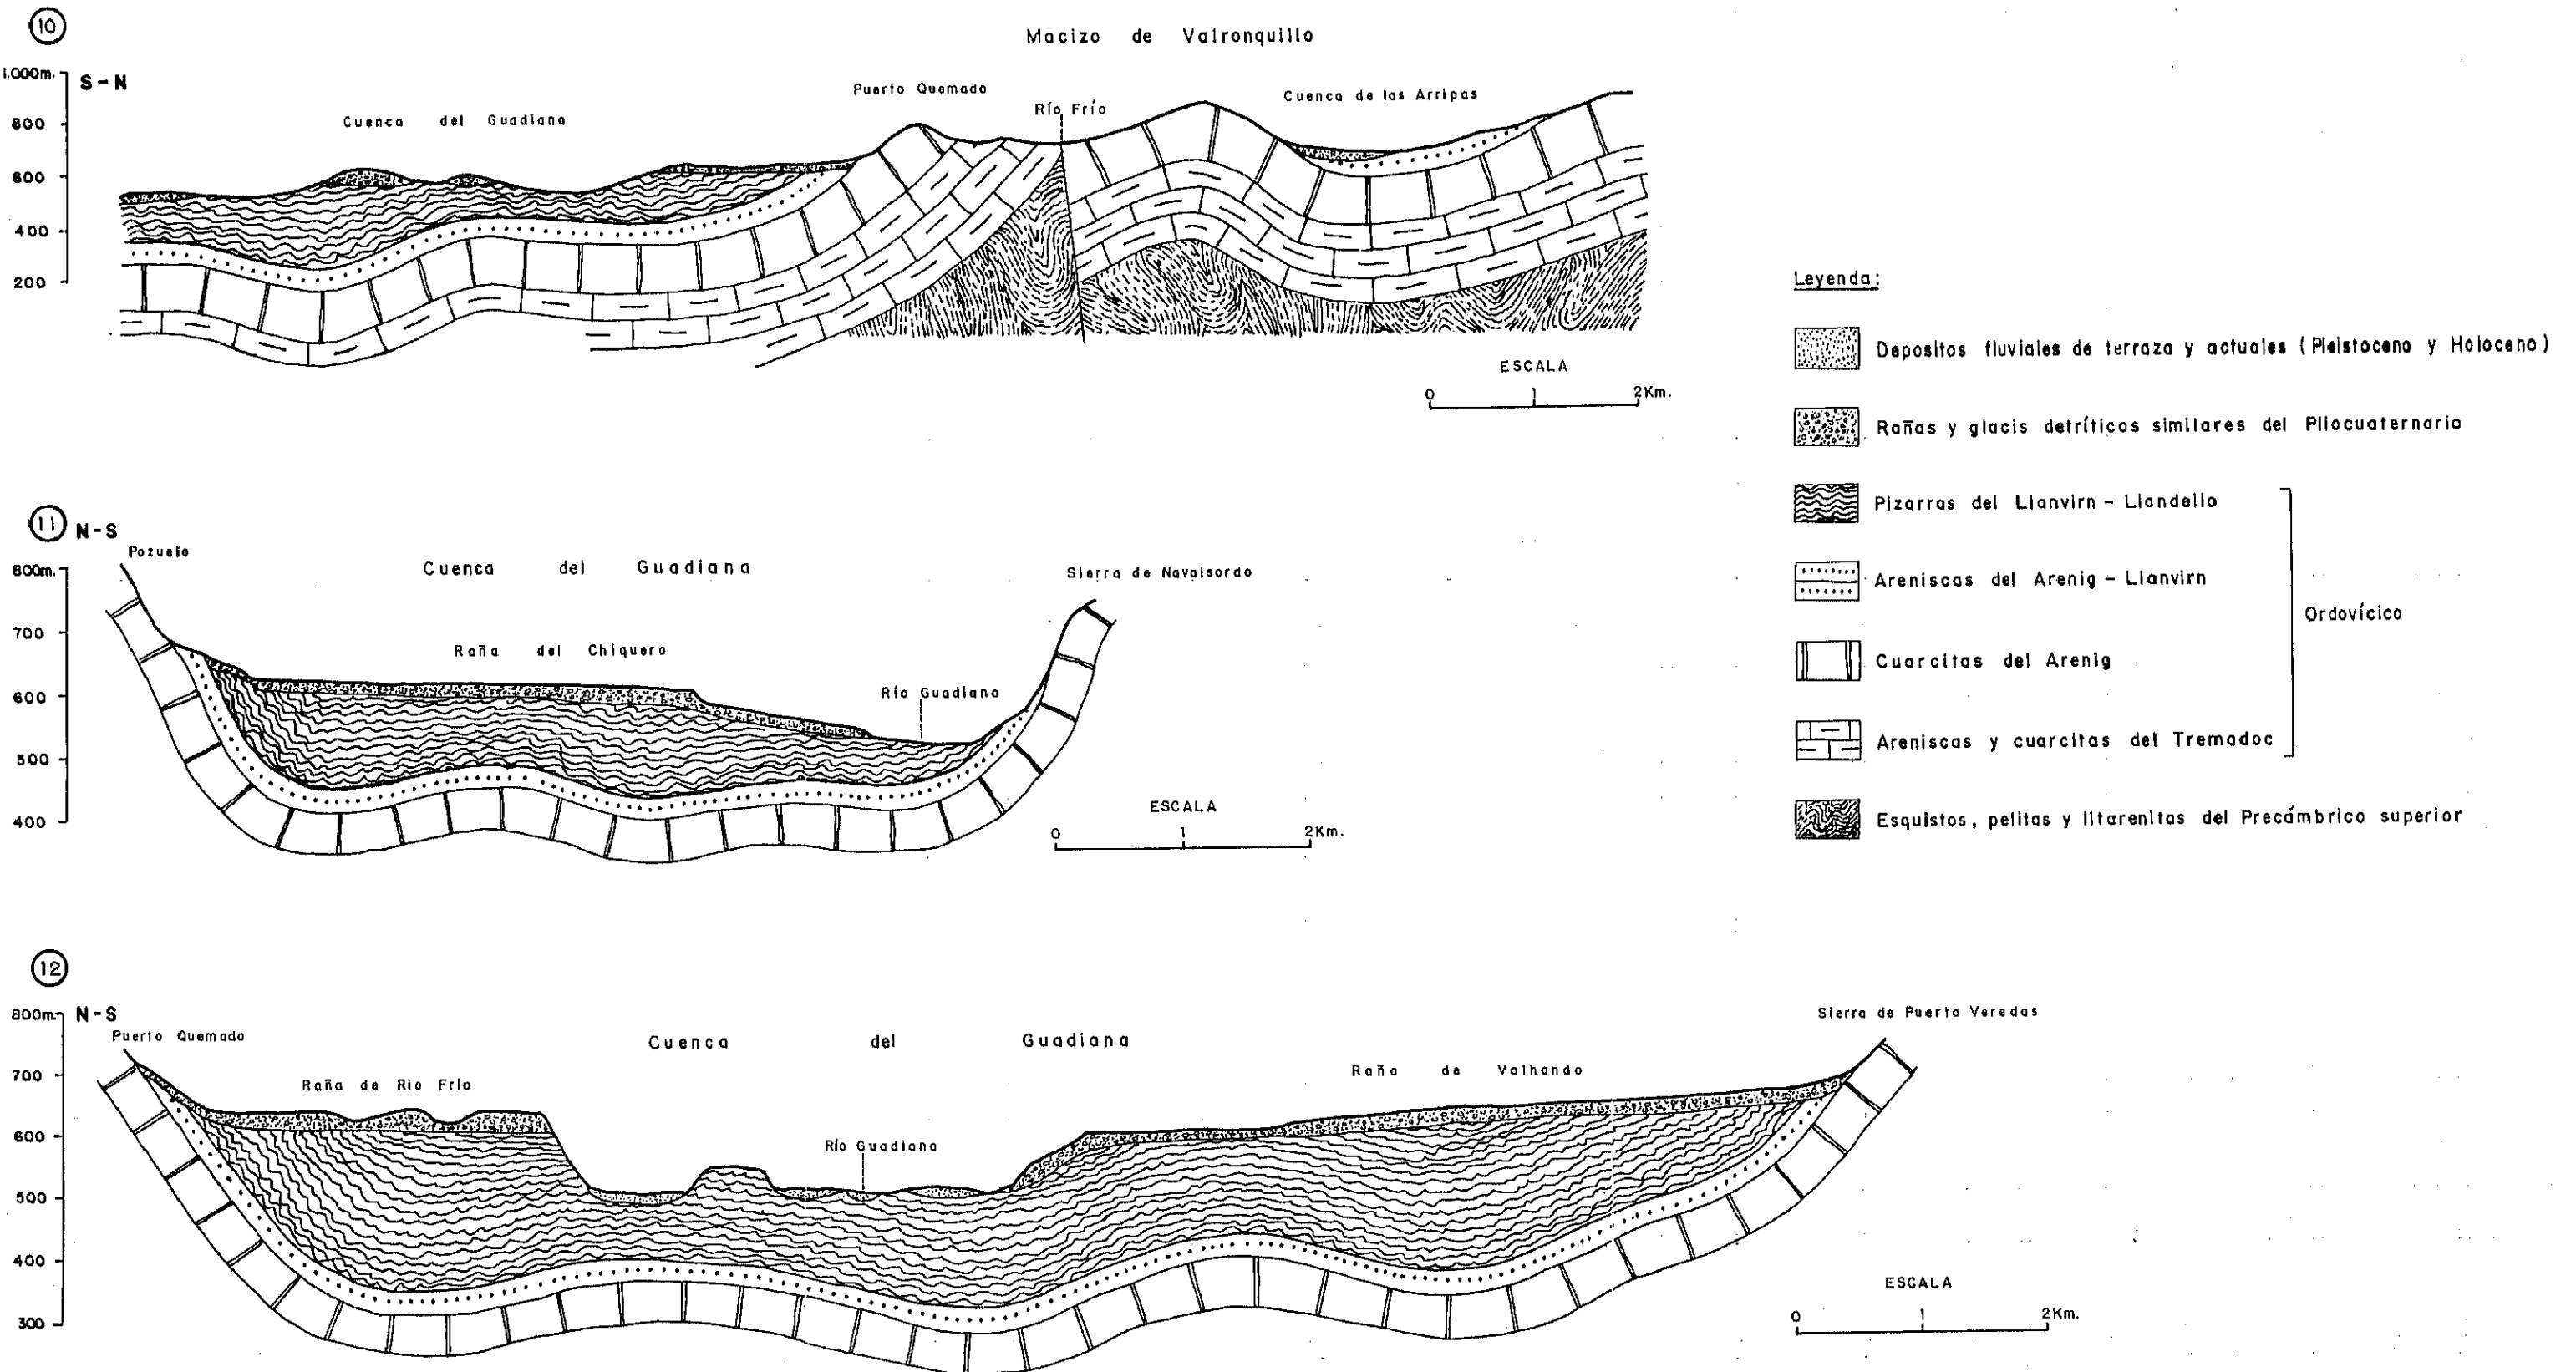 10
Macizo de Valronquillo
1.000m.
S-N
Puerto Quemado
Cuenca de las Arripas
Río Frío
Cuenca del Guadiana
800
600
400
200
ESCALA
0 1 2Km.
11
N-S
Pozuelo
800m.
Cuenca del Guadiana
Sierra de Navalsordo
700
Raña del Chiquero
600
Río Guadiana
500
400
ESCALA
0 1 2Km.
12
800m.
N-S
Sierra de Puerto Veredas
Puerto Quemado
Cuenca del Guadiana
700
Raña de Rio Frío
Raña de Valhondo
600
Río Guadiana
500
400
300
ESCALA
0 1 2Km.
Leyenda:
Depositos fluviales de terraza y actuales (Pleistoceno y Holoceno)
Rañas y glacis detríticos similares del Pliocuaternario
Pizarras del Llanvirn - Llandeilo
Areniscas del Arenig - Llanvirn
Ordovícico
Cuarcitas del Arenig
Areniscas y cuarcitas del Tremadoc
Esquistos, pelitas y litarenitas del Precámbrico superior